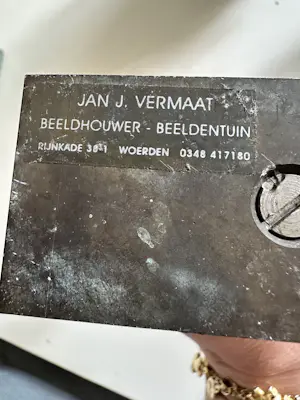 JAN J. VERMAAT
BEELDHOUWER - BEELDENTUIN
RIJNKADE 38-1 WOERDEN 0348 417180